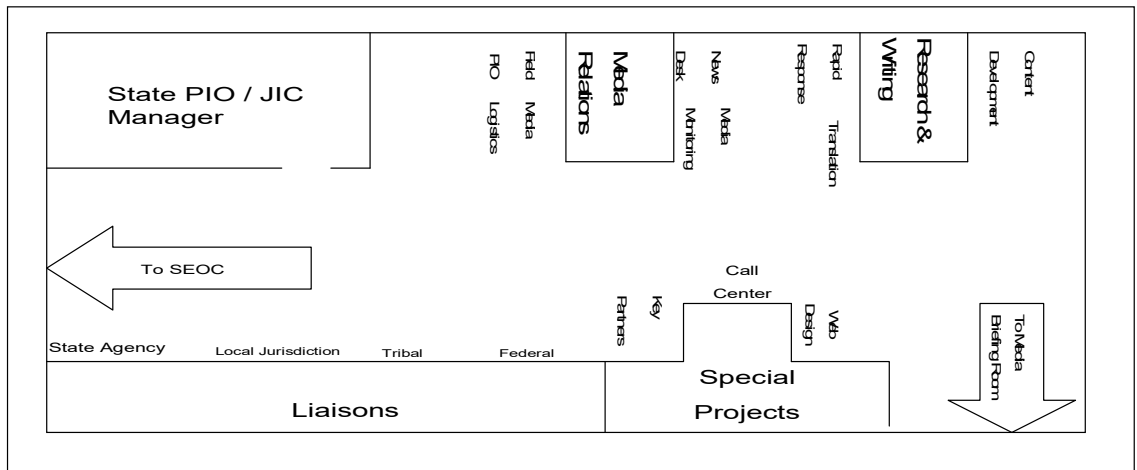 State PIO / JIC
Manager
PIO Logistics
Field Media
Media
Relations
News
Desk
Media
Monitoring
Rapid
Response
Translation
Research &
Writing
Content
Development
To SEOC
State Agency
Local Jurisdiction
Tribal
Federal
Liaisons
Key
Partners
Call
Center
Web
Design
Special
Projects
To Media
Briefing Room